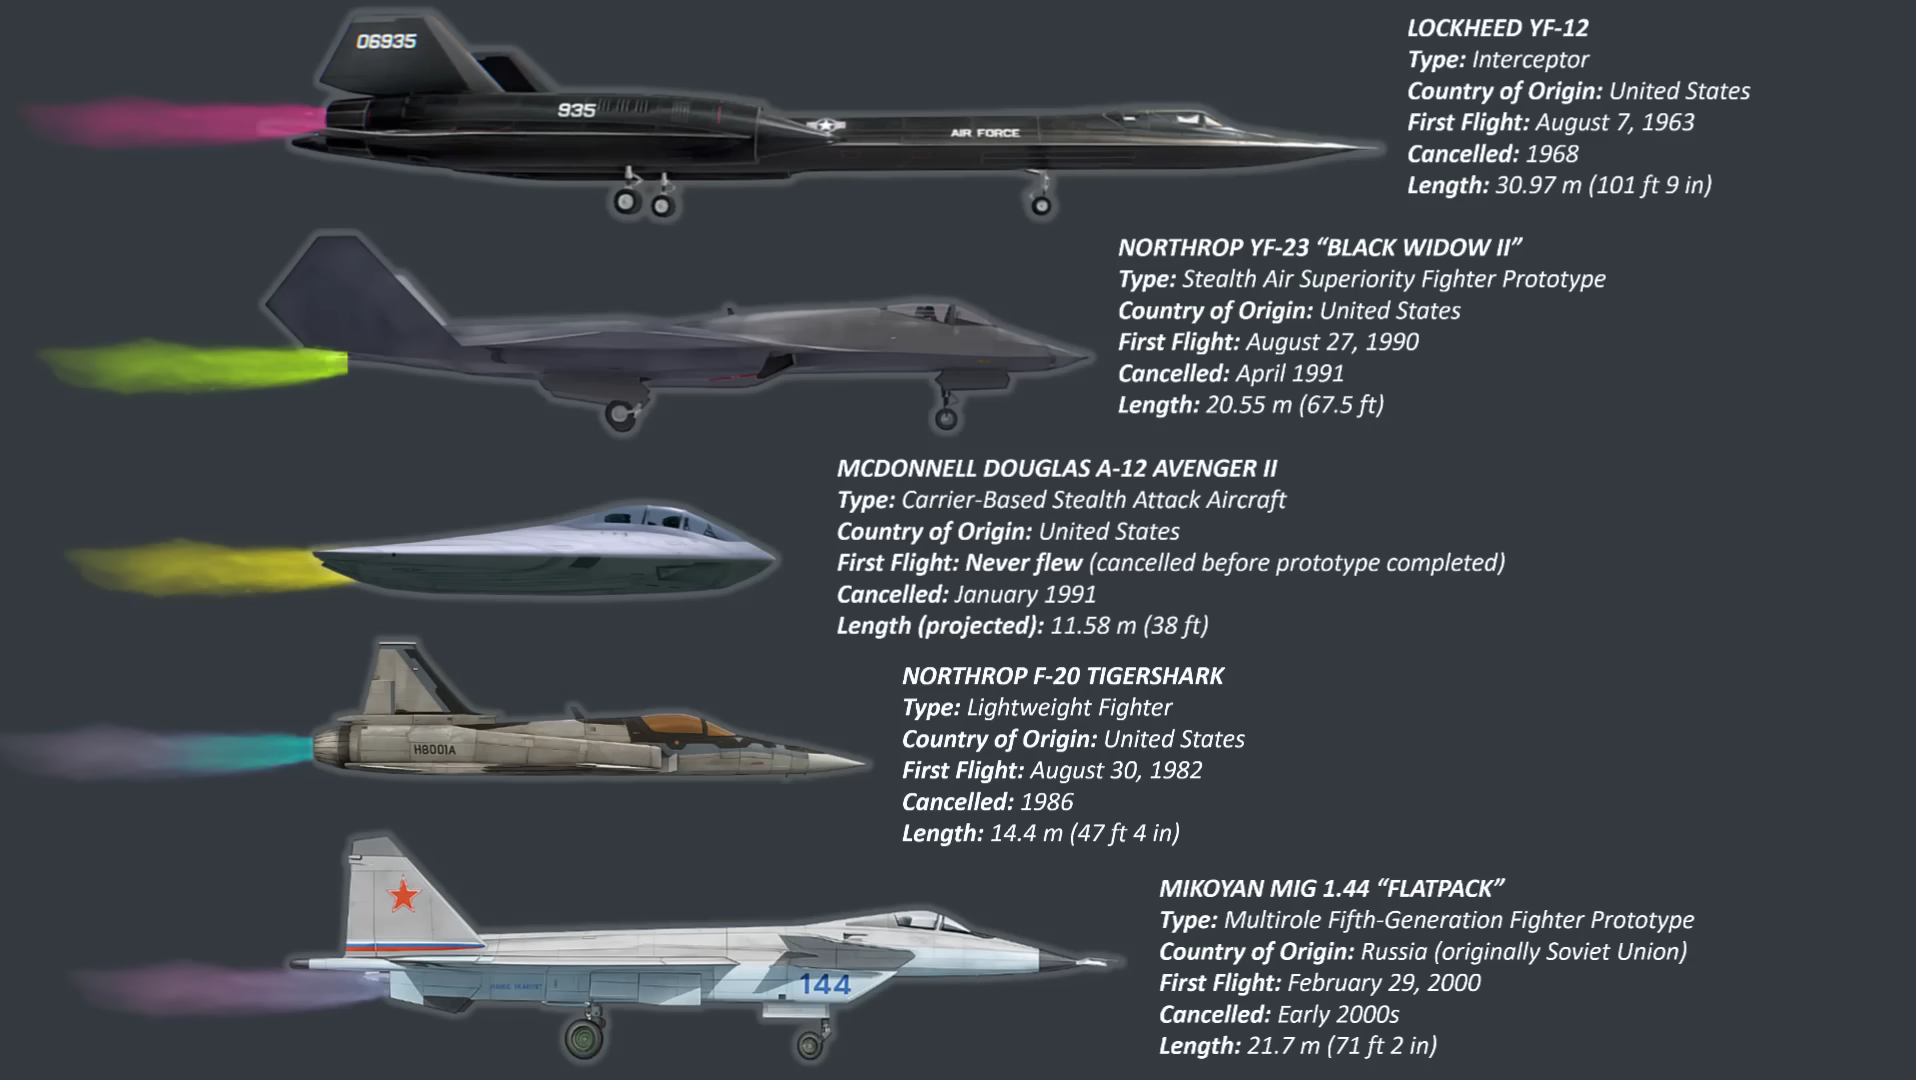 06935
935
AIR FORCE
LOCKHEED YF-12
Type: Interceptor
Country of Origin: United States
First Flight: August 7, 1963
Cancelled: 1968
Length: 30.97 m (101 ft 9 in)
NORTHROP YF-23 “BLACK WIDOW II”
Type: Stealth Air Superiority Fighter Prototype
Country of Origin: United States
First Flight: August 27, 1990
Cancelled: April 1991
Length: 20.55 m (67.5 ft)
MCDONNELL DOUGLAS A-12 AVENGER II
Type: Carrier-Based Stealth Attack Aircraft
Country of Origin: United States
First Flight: Never flew (cancelled before prototype completed)
Cancelled: January 1991
Length (projected): 11.58 m (38 ft)
H8001A
NORTHROP F-20 TIGERSHARK
Type: Lightweight Fighter
Country of Origin: United States
First Flight: August 30, 1982
Cancelled: 1986
Length: 14.4 m (47 ft 4 in)
144
MIKOYAN MIG 1.44 “FLATPACK”
Type: Multirole Fifth-Generation Fighter Prototype
Country of Origin: Russia (originally Soviet Union)
First Flight: February 29, 2000
Cancelled: Early 2000s
Length: 21.7 m (71 ft 2 in)